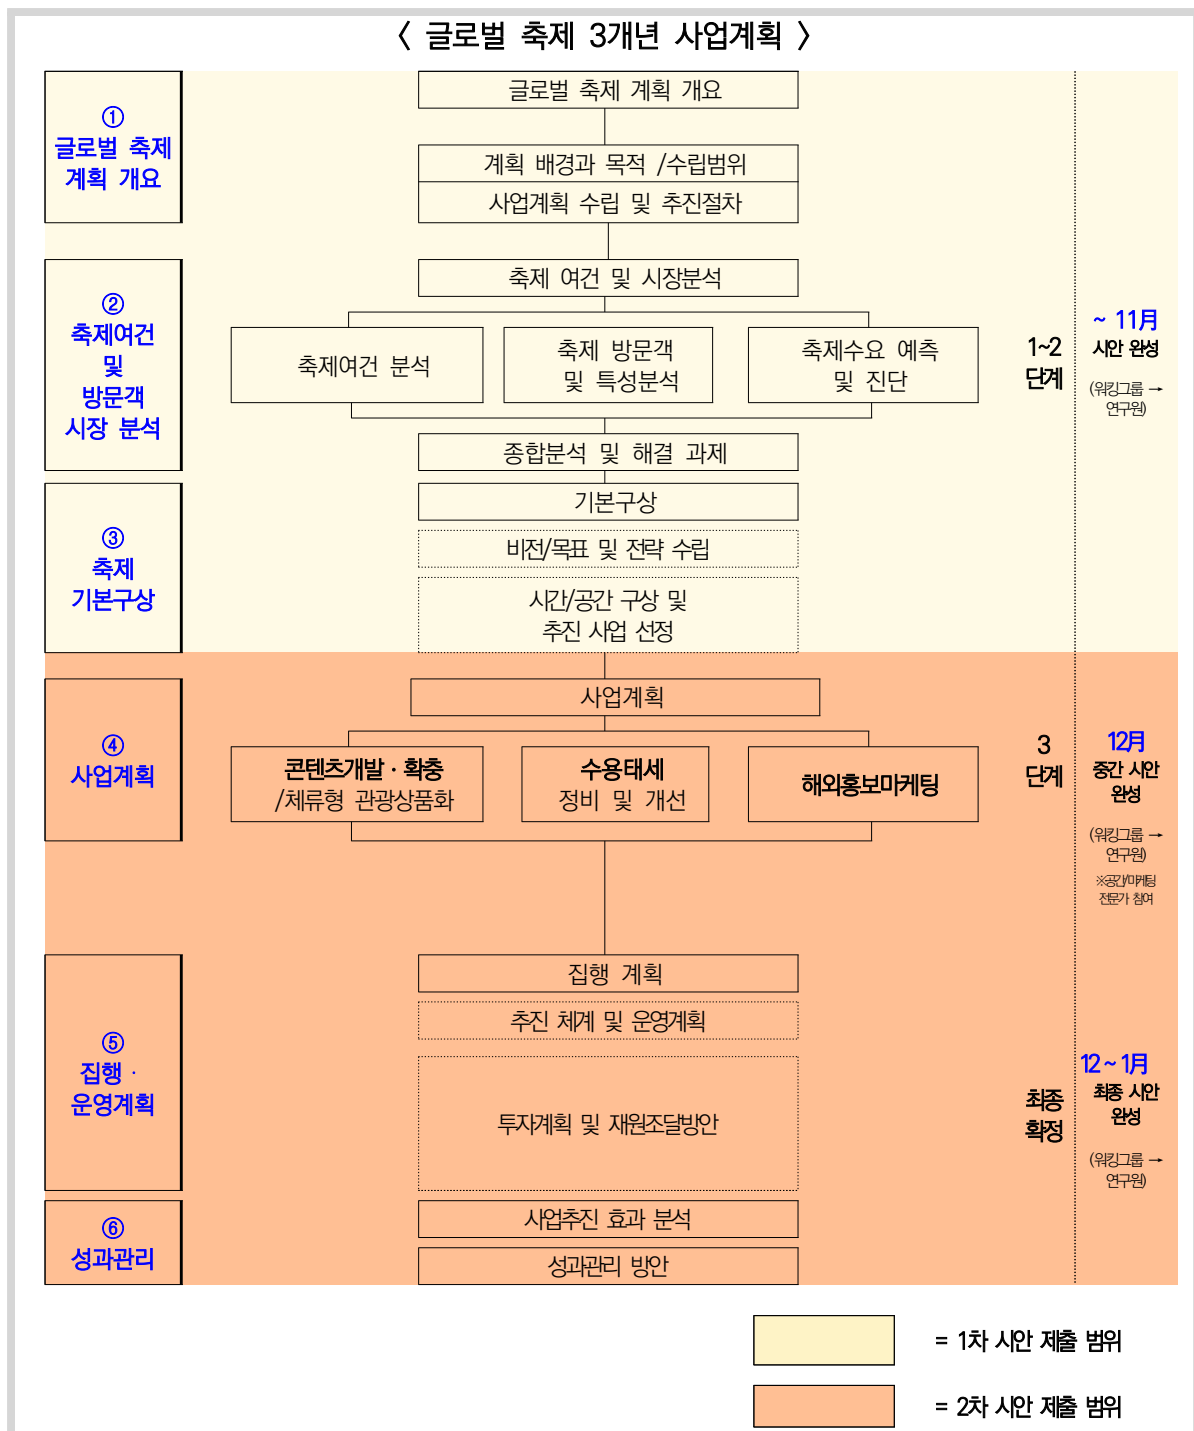 〈 글로벌 축제 3개년 사업계획 〉
①
글로벌 축제
계획 개요
글로벌 축제 계획 개요
계획 배경과 목적 /수립범위
사업계획 수립 및 추진절차
②
축제여건
및
방문객
시장 분석
축제 여건 및 시장분석
축제여건 분석
축제 방문객
및 특성분석
축제수요 예측
및 진단
종합분석 및 해결 과제
1~2
단계
~ 11月
시안 완성
(워킹그룹 →
연구원)
③
축제
기본구상
기본구상
비전/목표 및 전략 수립
시간/공간 구상 및
추진 사업 선정
④
사업계획
사업계획
콘텐츠개발 · 확충
/체류형 관광상품화
수용태세
정비 및 개선
해외홍보마케팅
3
단계
12月
중간 시안
완성
(워킹그룹 →
연구원)
※공간/마케팅
전문가 참여
⑤
집행 ·
운영계획
집행 계획
추진 체계 및 운영계획
투자계획 및 재원조달방안
최종
확정
12 ~ 1月
최종 시안
완성
(워킹그룹 →
연구원)
⑥
성과관리
사업추진 효과 분석
성과관리 방안
= 1차 시안 제출 범위
= 2차 시안 제출 범위